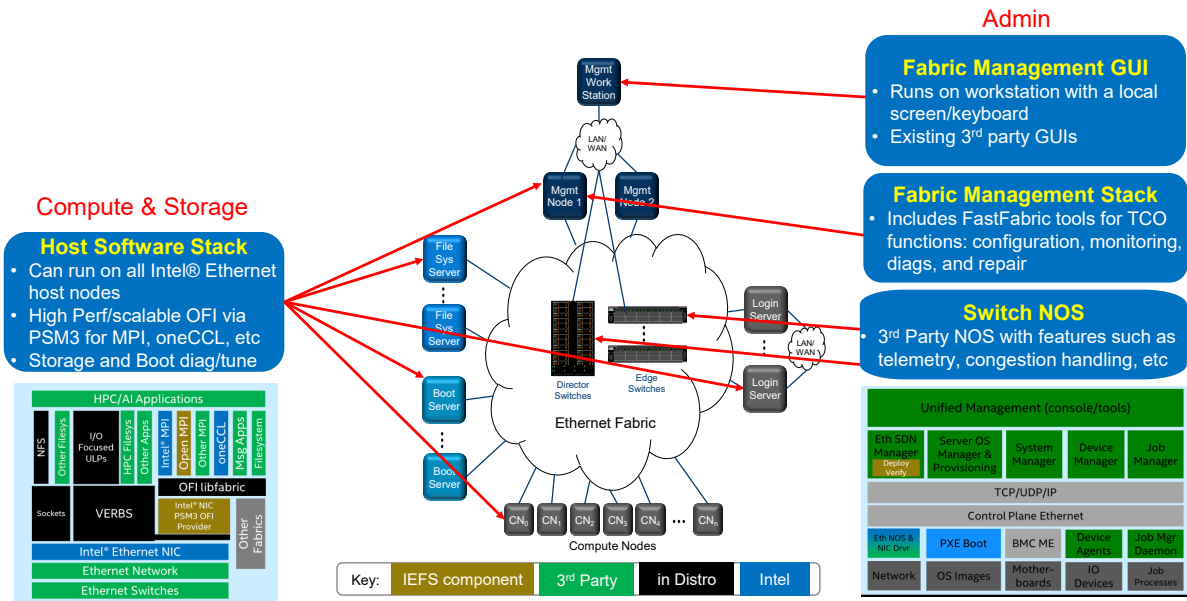 Admin
Fabric Management GUI
• Runs on workstation with a local
screen/keyboard
• Existing 3rd party GUIs
Fabric Management Stack
• Includes FastFabric tools for TCO
functions: configuration, monitoring,
diags, and repair
Switch NOS
• 3rd Party NOS with features such as
telemetry, congestion handling, etc
Compute & Storage
Host Software Stack
• Can run on all Intel® Ethernet
host nodes
• High Perf/scalable OFI via
PSM3 for MPI, oneCCL, etc
• Storage and Boot diag/tune
Mgmt
Work
Station
LAN/
WAN
Mgmt
Node 1
Mgmt
Node 2
File
Sys
Server
File
Sys
Server
Boot
Server
Boot
Server
Login
Server
LAN/
WAN
Login
Server
Director
Switches
Edge
Switches
Ethernet Fabric
CN0
CN1
CN2
CN3
CN4
CNn
Compute Nodes
HPC/AI Applications
NFS
Other Filesys
I/O
Focused
ULPs
HPC Filesys
Other Apps
Intel® MPI
Open MPI
Other MPI
oneCCL
Msg Apps
Filesystem
OFI libfabric
Sockets
VERBS
Intel® NIC
PSM3 OFI
Provider
Other
Fabrics
Intel® Ethernet NIC
Ethernet Network
Ethernet Switches
Key:
IEFS component
3rd Party
in Distro
Intel
Unified Management (console/tools)
Eth SDN
Manager
Deploy
Verify
Server OS
Manager &
Provisioning
System
Manager
Device
Manager
Job
Manager
TCP/UDP/IP
Control Plane Ethernet
Eth NOS &
NIC Drvr
PXE Boot
BMC ME
Device
Agents
Job Mgr
Daemon
Network
OS Images
Mother-
boards
IO
Devices
Job
Processes